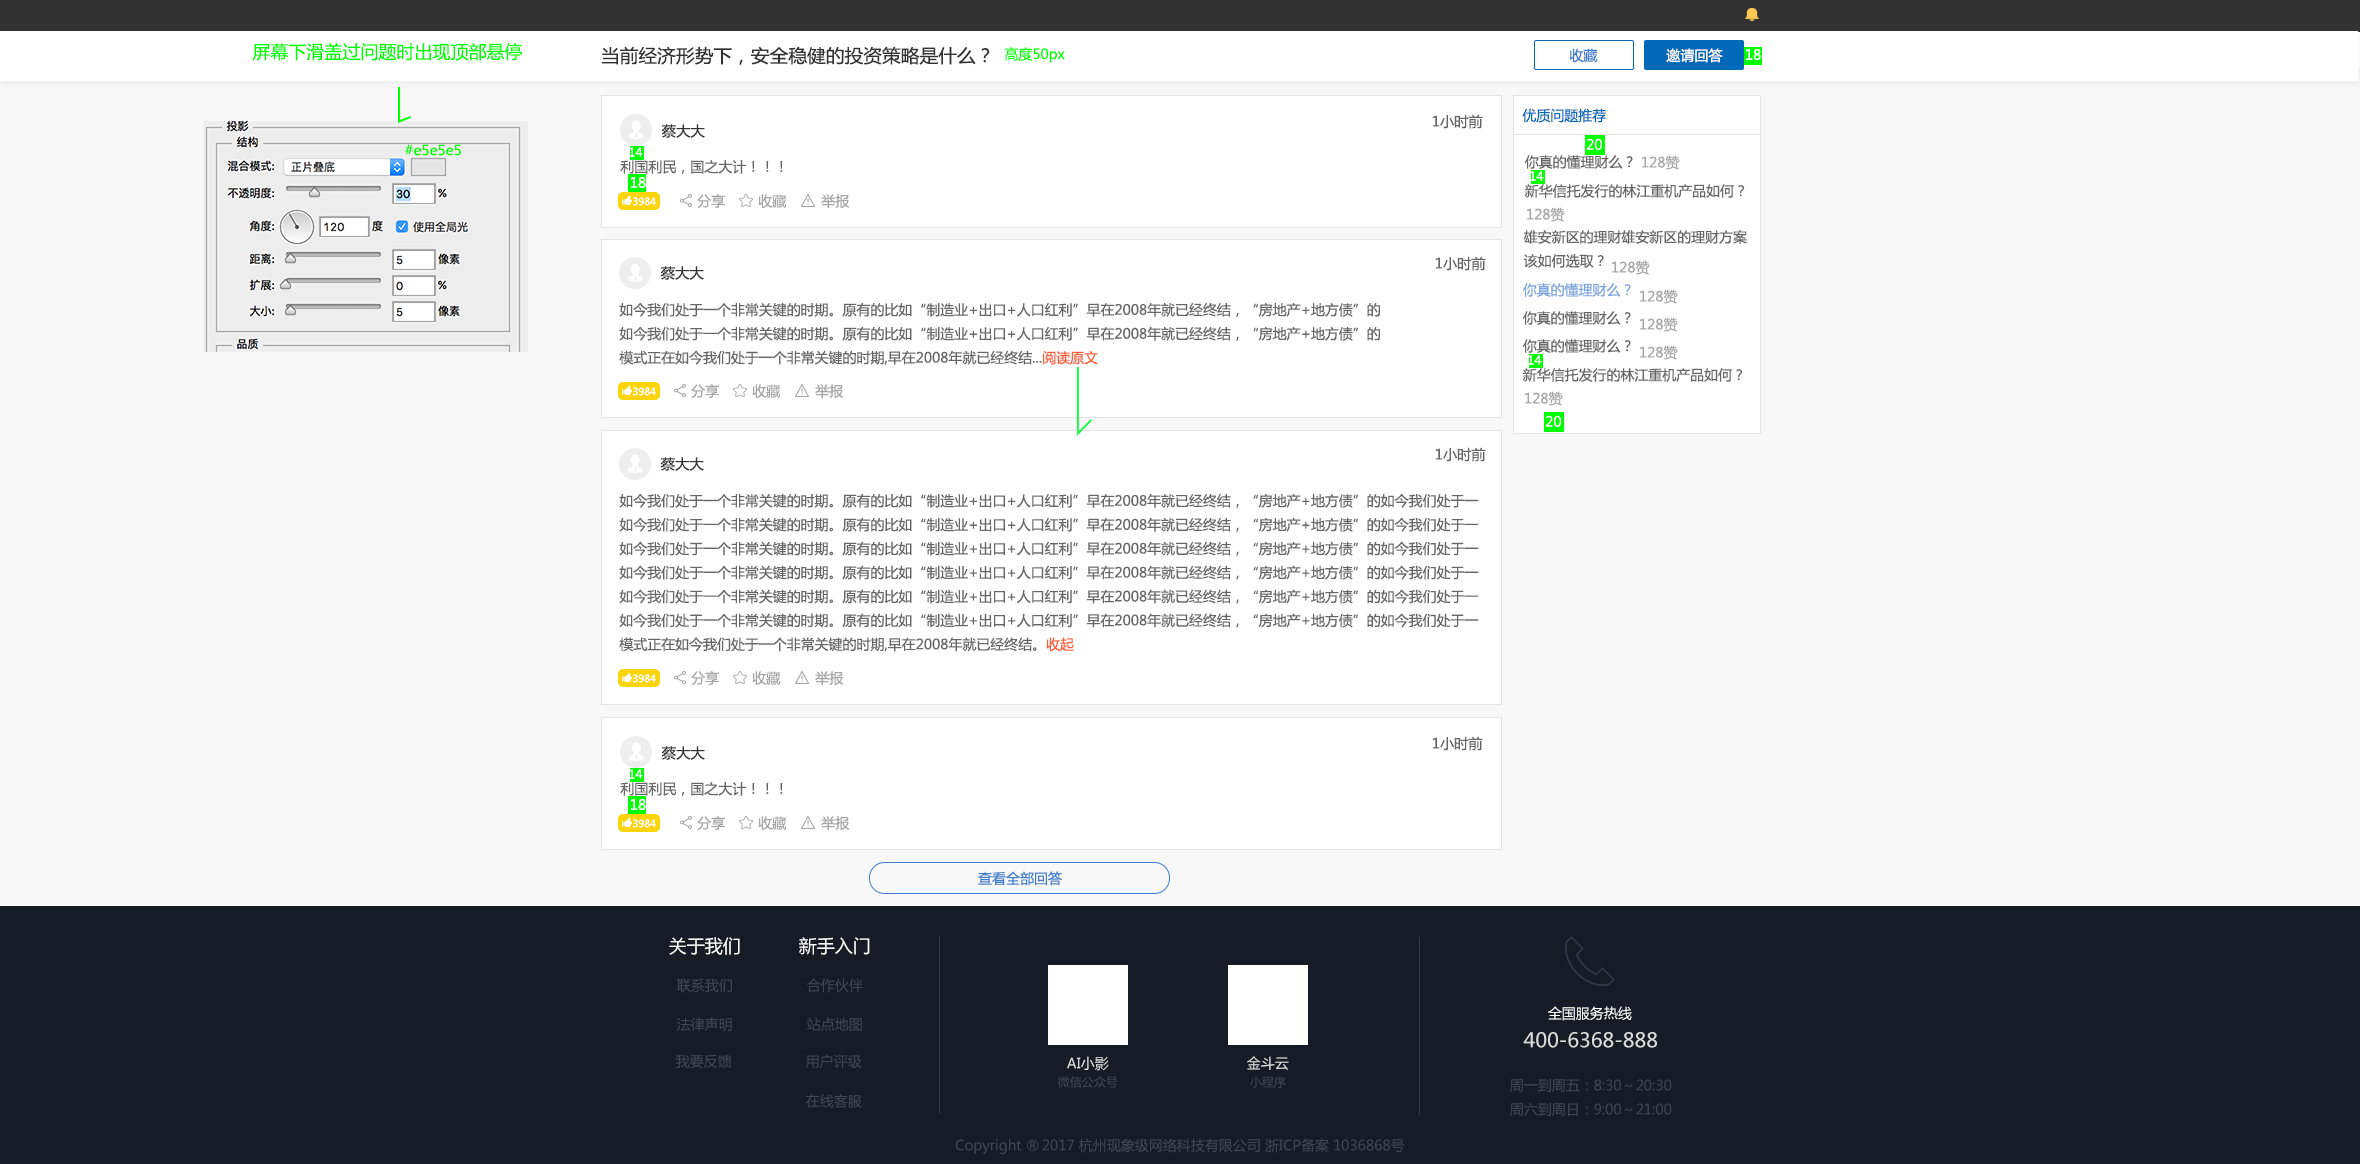 屏幕下滑盖过问题时出现顶部悬停
当前经济形势下，安全稳健的投资策略是什么？
高度50px
收藏
邀请回答
18
投影
结构
#e5e5e5
混合模式:
正片叠底
不透明度:
30
%
角度:
120
度
使用全局光
距离:
5
像素
扩展:
0
%
大小:
5
像素
品质
蔡大大
1小时前
14
利国利民，国之大计！！！
18
3984
分享
收藏
举报
蔡大大
1小时前
如今我们处于一个非常关键的时期。原有的比如“制造业+出口+人口红利”早在2008年就已经终结，“房地产+地方债”的
如今我们处于一个非常关键的时期。原有的比如“制造业+出口+人口红利”早在2008年就已经终结，“房地产+地方债”的
模式正在如今我们处于一个非常关键的时期,早在2008年就已经终结...阅读原文
3984
分享
收藏
举报
蔡大大
1小时前
如今我们处于一个非常关键的时期。原有的比如“制造业+出口+人口红利”早在2008年就已经终结，“房地产+地方债”的如今我们处于一
如今我们处于一个非常关键的时期。原有的比如“制造业+出口+人口红利”早在2008年就已经终结，“房地产+地方债”的如今我们处于一
如今我们处于一个非常关键的时期。原有的比如“制造业+出口+人口红利”早在2008年就已经终结，“房地产+地方债”的如今我们处于一
如今我们处于一个非常关键的时期。原有的比如“制造业+出口+人口红利”早在2008年就已经终结，“房地产+地方债”的如今我们处于一
如今我们处于一个非常关键的时期。原有的比如“制造业+出口+人口红利”早在2008年就已经终结，“房地产+地方债”的如今我们处于一
如今我们处于一个非常关键的时期。原有的比如“制造业+出口+人口红利”早在2008年就已经终结，“房地产+地方债”的如今我们处于一
模式正在如今我们处于一个非常关键的时期,早在2008年就已经终结。收起
3984
分享
收藏
举报
蔡大大
1小时前
14
利国利民，国之大计！！！
18
3984
分享
收藏
举报
查看全部回答
优质问题推荐
20
你真的懂理财么？ 128赞
14
新华信托发行的林江重机产品如何？
128赞
雄安新区的理财雄安新区的理财方案
该如何选取？ 128赞
你真的懂理财么？ 128赞
你真的懂理财么？ 128赞
你真的懂理财么？ 128赞
14
新华信托发行的林江重机产品如何？
128赞
20
关于我们
联系我们
法律声明
我要反馈
新手入门
合作伙伴
站点地图
用户评级
在线客服
AI小影
微信公众号
金斗云
小程序
全国服务热线
400-6368-888
周一到周五：8:30～20:30
周六到周日：9:00～21:00
Copyright ® 2017 杭州现象级网络科技有限公司 浙ICP备案 1036868号